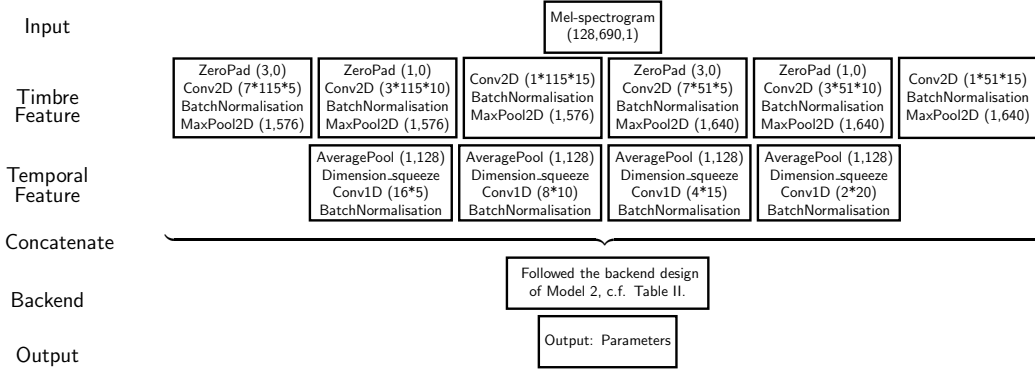 Input
Mel-spectrogram
(128,690,1)
Timbre
Feature
ZeroPad (3,0)
Conv2D (7*115*5)
BatchNormalisation
MaxPool2D (1,576)
ZeroPad (1,0)
Conv2D (3*115*10)
BatchNormalisation
MaxPool2D (1,576)
Conv2D (1*115*15)
BatchNormalisation
MaxPool2D (1,576)
ZeroPad (3,0)
Conv2D (7*51*5)
BatchNormalisation
MaxPool2D (1,640)
ZeroPad (1,0)
Conv2D (3*51*10)
BatchNormalisation
MaxPool2D (1,640)
Conv2D (1*51*15)
BatchNormalisation
MaxPool2D (1,640)
Temporal
Feature
AveragePool (1,128)
Dimension_squeeze
Conv1D (16*5)
BatchNormalisation
AveragePool (1,128)
Dimension_squeeze
Conv1D (8*10)
BatchNormalisation
AveragePool (1,128)
Dimension_squeeze
Conv1D (4*15)
BatchNormalisation
AveragePool (1,128)
Dimension_squeeze
Conv1D (2*20)
BatchNormalisation
Concatenate
Backend
Followed the backend design
of Model 2, c.f. Table II.
Output
Output: Parameters